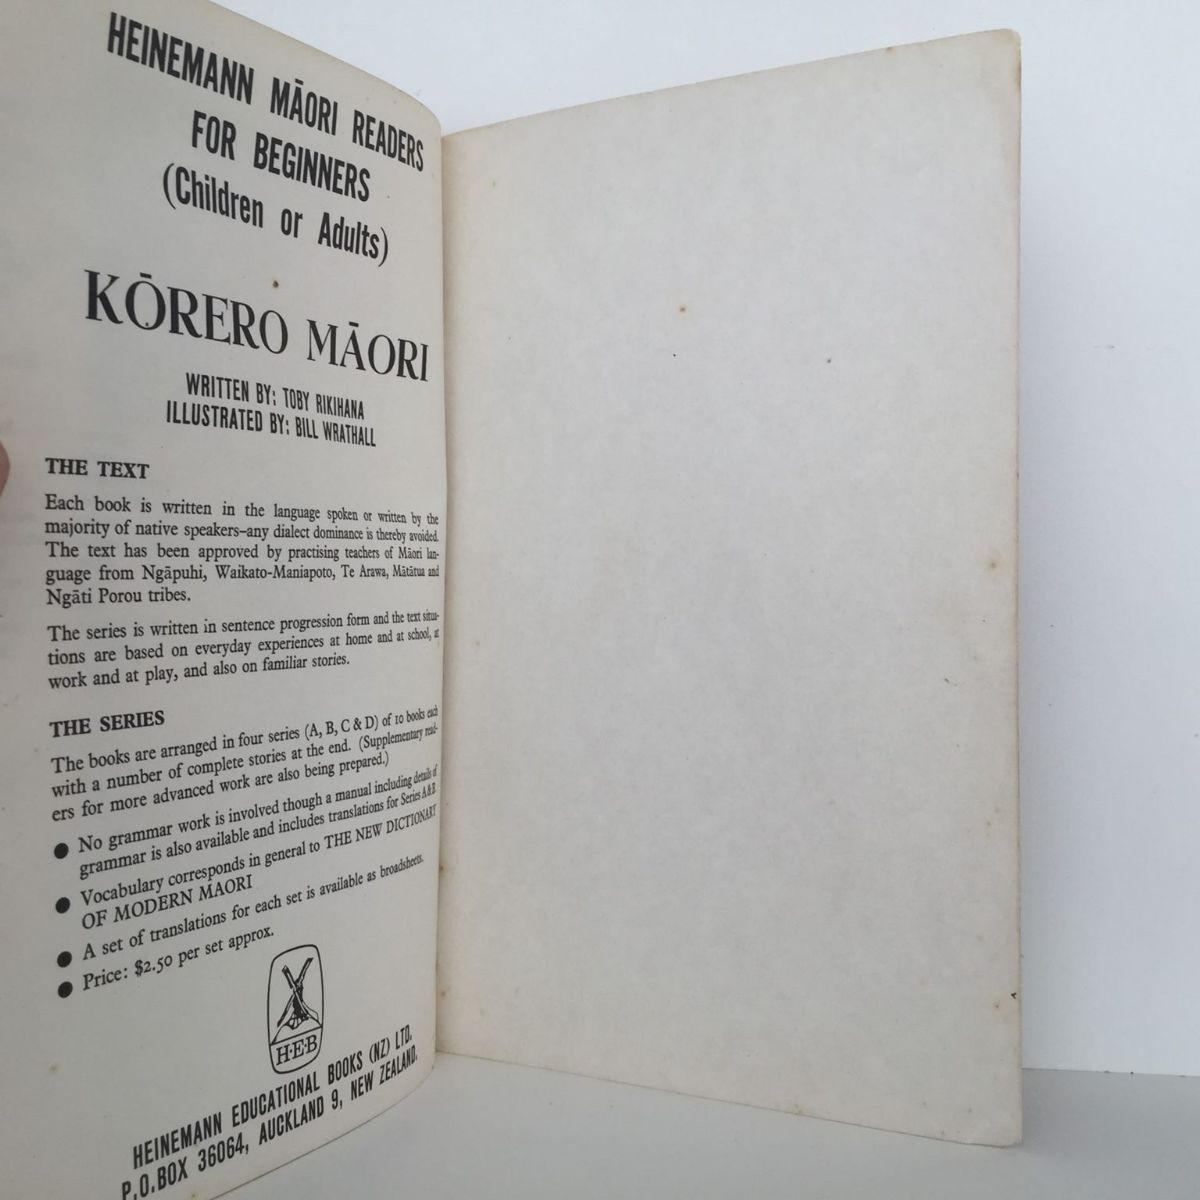 HEINEMANN MĀORI READERS
FOR BEGINNERS
(Children or Adults)
KŌRERO MĀORI
WRITTEN BY: TOBY RIKIHANA
ILLUSTRATED BY: BILL WRATHALL
THE TEXT
Each book is written in the language spoken or written by the
majority of native speakers–any dialect dominance is thereby avoided.
The text has been approved by practising teachers of Māori lan-
guage from Ngāpuhi, Waikato-Maniapoto, Te Arawa, Mātātua and
Ngāti Porou tribes.
The series is written in sentence progression form and the text situa-
tions are based on everyday experiences at home and at school, at
work and at play, and also on familiar stories.
THE SERIES
The books are arranged in four series (A, B, C & D) of 10 books each
with a number of complete stories at the end. (Supplementary read-
ers for more advanced work are also being prepared.)
● No grammar work is involved though a manual including details of
grammar is also available and includes translations for Series A & B
● Vocabulary corresponds in general to THE NEW DICTIONARY
OF MODERN MAORI
● A set of translations for each set is available as broadsheets.
● Price: $2.50 per set approx.
H·E·B
HEINEMANN EDUCATIONAL BOOKS (NZ) LTD,
P.O.BOX 36064, AUCKLAND 9, NEW ZEALAND.